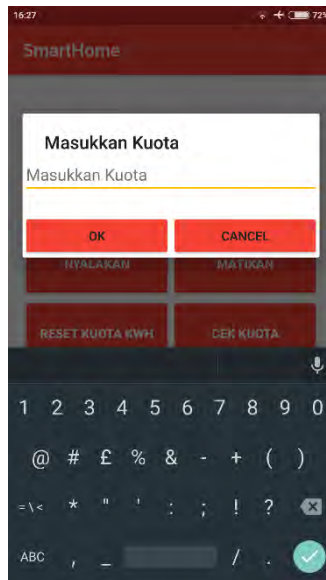 16:27 72%
SmartHome
Masukkan Kuota
Masukkan Kuota
OK CANCEL
NYALAKAN MATIKAN
RESET KUOTA KWH CEK KUOTA
1 2 3 4 5 6 7 8 9 0
@ # £ % & - + ( )
=\< * " ' : ; ! ?
ABC , _ / .